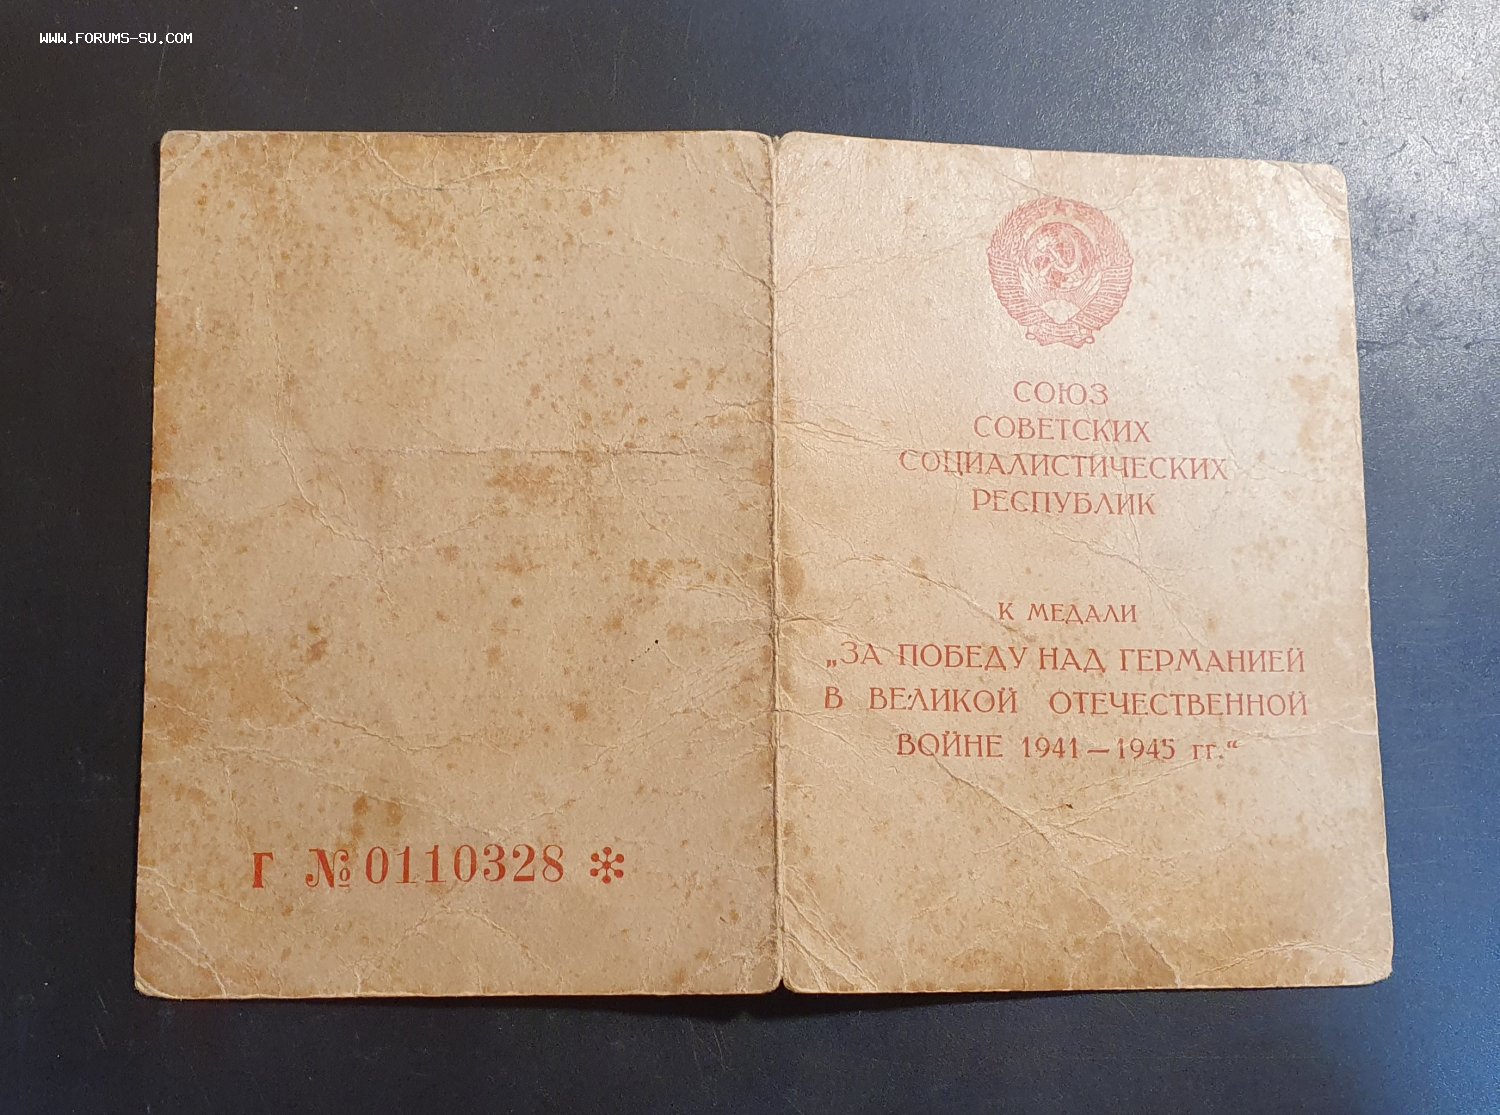 WWW.FORUMS-SU.COM
СОЮЗ
СОВЕТСКИХ
СОЦИАЛИСТИЧЕСКИХ
РЕСПУБЛИК
К МЕДАЛИ
„ЗА ПОБЕДУ НАД ГЕРМАНИЕЙ
В ВЕЛИКОЙ ОТЕЧЕСТВЕННОЙ
ВОЙНЕ 1941—1945 гг.“
Г № 0110328 *